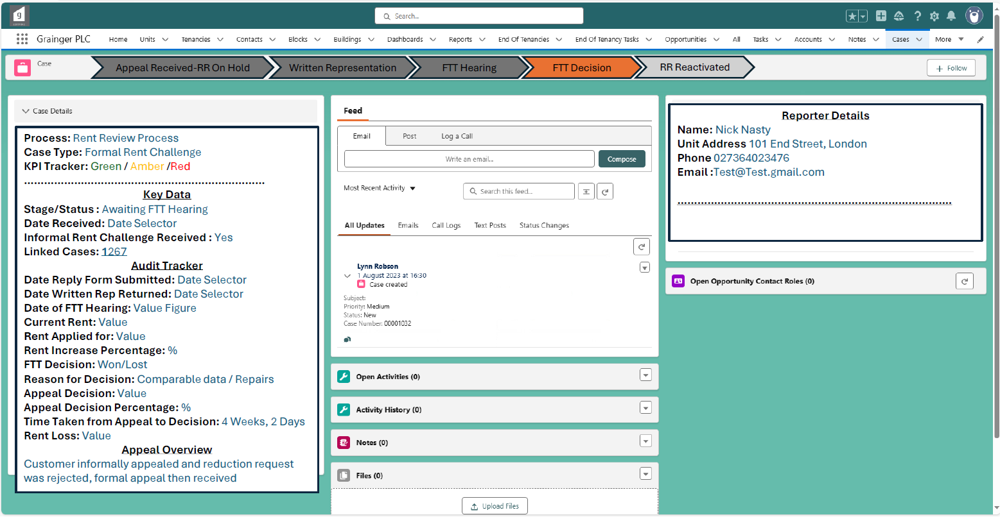 g
Search...
Grainger PLC
Home
Units
Tenancies
Contacts
Blocks
Buildings
Dashboards
Reports
End Of Tenancies
End Of Tenancy Tasks
Opportunities
All
Tasks
Accounts
Notes
Cases
More
Case
Appeal Received-RR On Hold
Written Representation
FTT Hearing
FTT Decision
RR Reactivated
Follow
Case Details
Process: Rent Review Process
Case Type: Formal Rent Challenge
KPI Tracker: Green / Amber /Red
........................................................................
Key Data
Stage/Status : Awaiting FTT Hearing
Date Received: Date Selector
Informal Rent Challenge Received : Yes
Linked Cases: 1267
Audit Tracker
Date Reply Form Submitted: Date Selector
Date Written Rep Returned: Date Selector
Date of FTT Hearing: Value Figure
Current Rent: Value
Rent Applied for: Value
Rent Increase Percentage: %
FTT Decision: Won/Lost
Reason for Decision: Comparable data / Repairs
Appeal Decision: Value
Appeal Decision Percentage: %
Time Taken from Appeal to Decision: 4 Weeks, 2 Days
Rent Loss: Value
Appeal Overview
Customer informally appealed and reduction request
was rejected, formal appeal then received
Feed
Email
Post
Log a Call
Write an email...
Compose
Most Recent Activity
Search this feed...
All Updates
Emails
Call Logs
Text Posts
Status Changes
Lynn Robson
1 August 2023 at 16:30
Case created
Subject:
Priority: Medium
Status: New
Case Number: 00001032
Open Activities (0)
Activity History (0)
Notes (0)
Files (0)
Upload Files
Reporter Details
Name: Nick Nasty
Unit Address 101 End Street, London
Phone 027364023476
Email :Test@Test.gmail.com
..................................................................................
Open Opportunity Contact Roles (0)